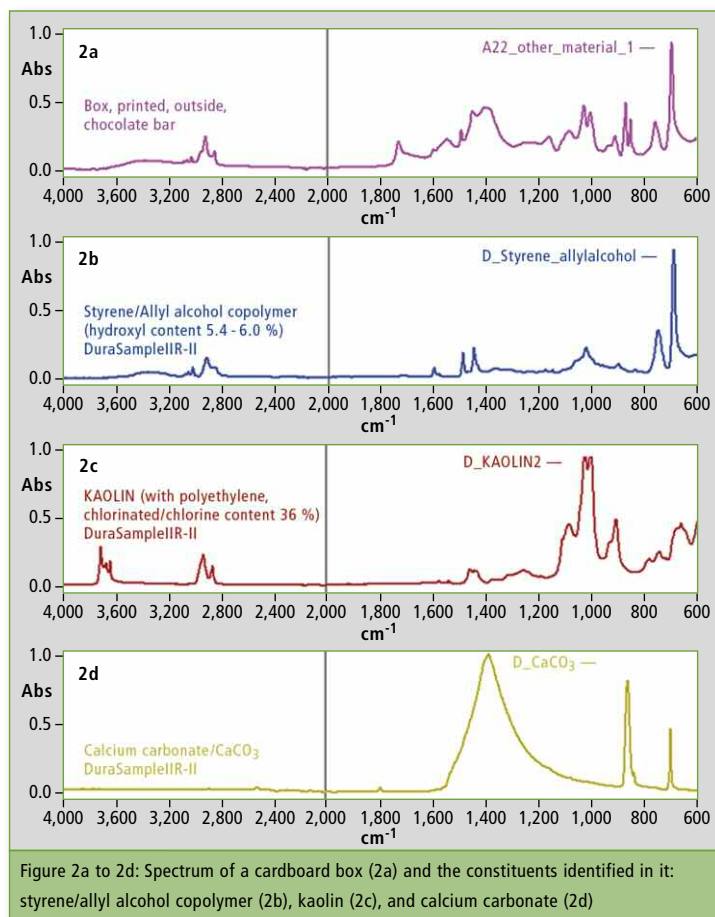 1.0
2a
A22_other_material_1
Abs
Box, printed, outside,
chocolate bar
0.5
0.0
4,000 3,600 3,200 2,800 2,400 2,000 1,800 1,600 1,400 1,200 1,000 800 600
cm-1
1.0
2b
D_Styrene_allylalcohol
Abs
0.5
Styrene/Allyl alcohol copolymer
(hydroxyl content 5.4 - 6.0 %)
DuraSampleIIR-II
0.0
4,000 3,600 3,200 2,800 2,400 2,000 1,800 1,600 1,400 1,200 1,000 800 600
cm-1
1.0
2c
D_KAOLIN2
Abs
KAOLIN (with polyethylene,
chlorinated/chlorine content 36 %)
DuraSampleIIR-II
0.5
0.0
4,000 3,600 3,200 2,800 2,400 2,000 1,800 1,600 1,400 1,200 1,000 800 600
cm-1
1.0
2d
D_CaCO3
Abs
0.5
Calcium carbonate/CaCO3
DuraSampleIIR-II
0.0
4,000 3,600 3,200 2,800 2,400 2,000 1,800 1,600 1,400 1,200 1,000 800 600
cm-1
Figure 2a to 2d: Spectrum of a cardboard box (2a) and the constituents identified in it:
styrene/allyl alcohol copolymer (2b), kaolin (2c), and calcium carbonate (2d)